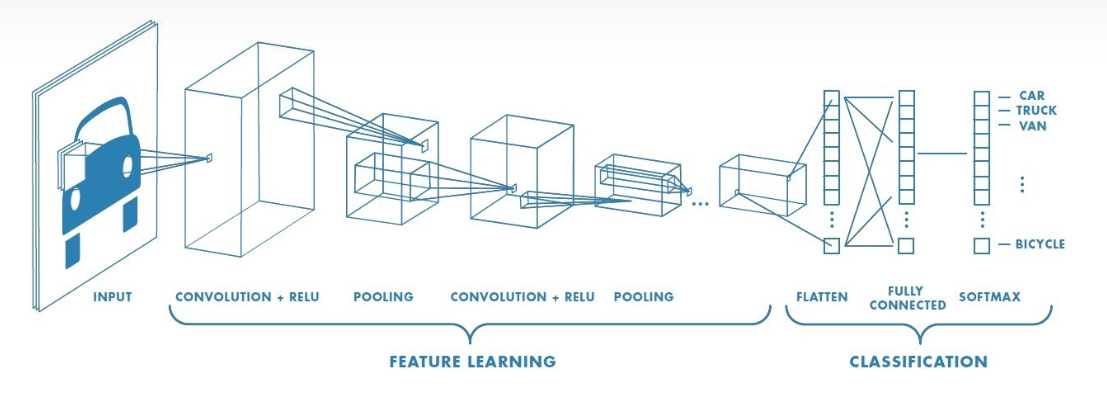 CAR
TRUCK
VAN
BICYCLE
INPUT
CONVOLUTION + RELU
POOLING
CONVOLUTION + RELU
POOLING
FLATTEN
FULLY
CONNECTED
SOFTMAX
FEATURE LEARNING
CLASSIFICATION